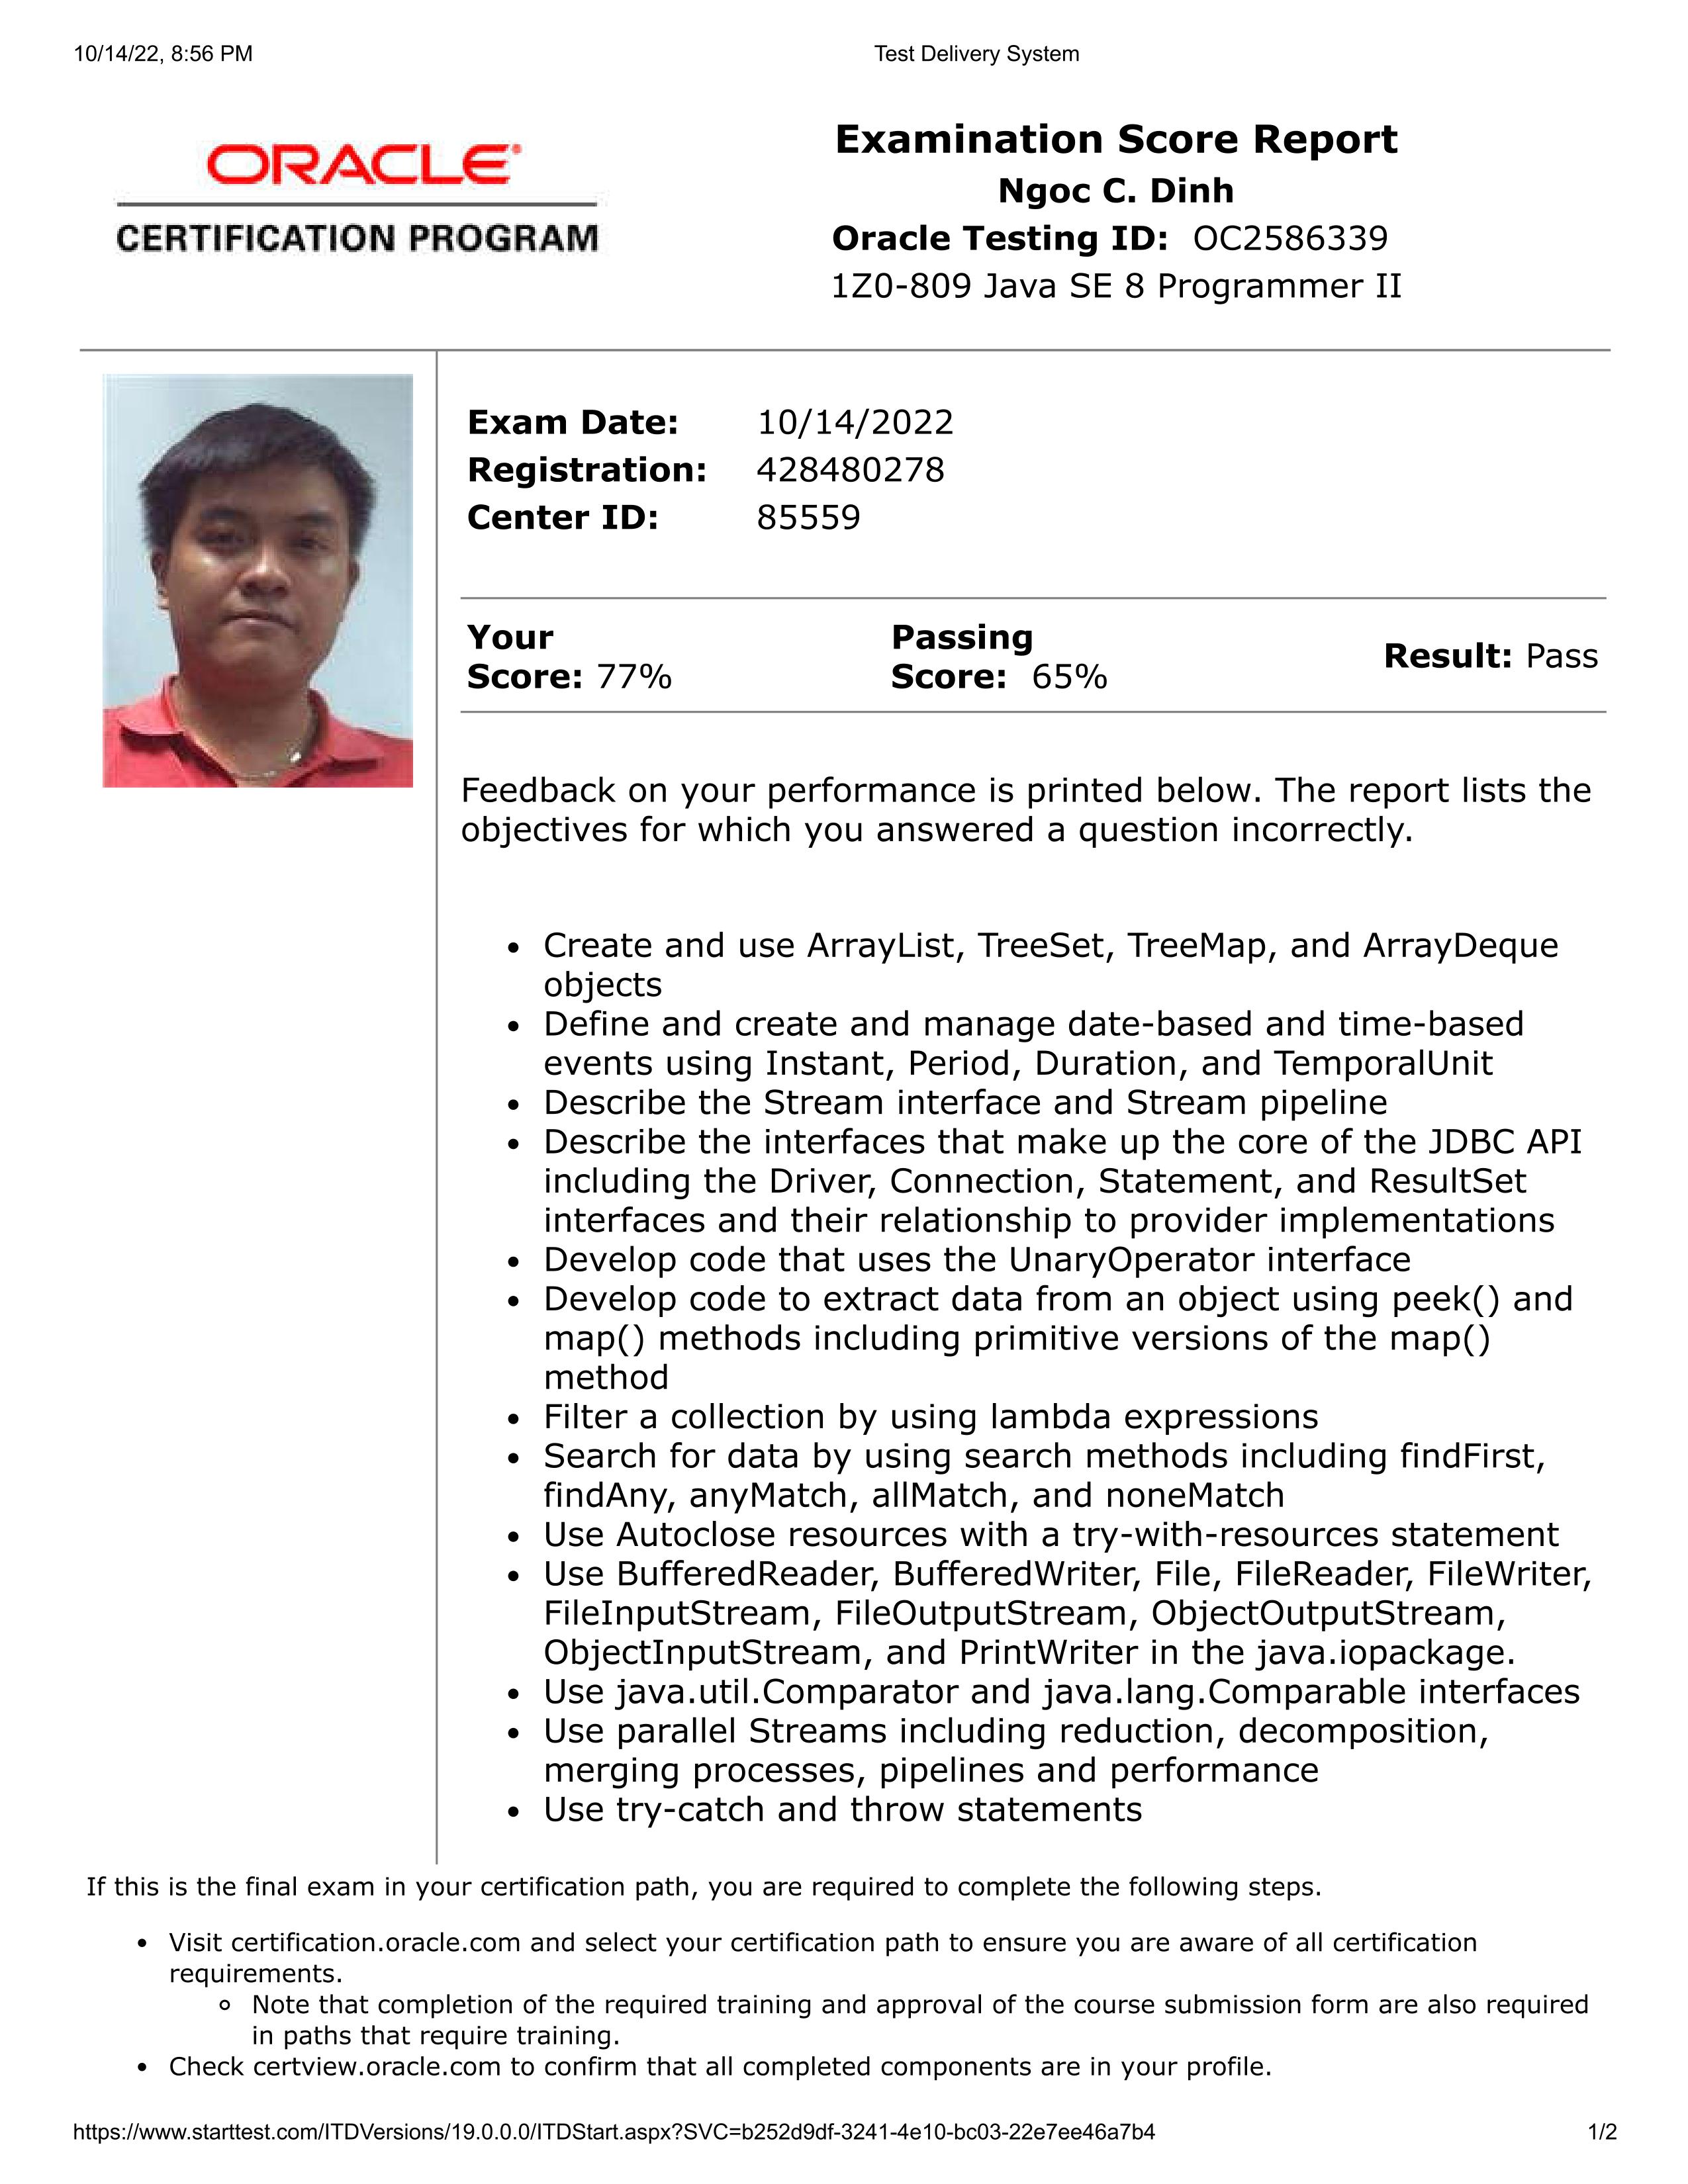 10/14/22, 8:56 PM
Test Delivery System
ORACLE
CERTIFICATION PROGRAM
Examination Score Report
Ngoc C. Dinh
Oracle Testing ID: OC2586339
1Z0-809 Java SE 8 Programmer II
Exam Date: 10/14/2022
Registration: 428480278
Center ID: 85559
Your
Score: 77%
Passing
Score: 65%
Result: Pass
Feedback on your performance is printed below. The report lists the
objectives for which you answered a question incorrectly.
• Create and use ArrayList, TreeSet, TreeMap, and ArrayDeque
objects
• Define and create and manage date-based and time-based
events using Instant, Period, Duration, and TemporalUnit
• Describe the Stream interface and Stream pipeline
• Describe the interfaces that make up the core of the JDBC API
including the Driver, Connection, Statement, and ResultSet
interfaces and their relationship to provider implementations
• Develop code that uses the UnaryOperator interface
• Develop code to extract data from an object using peek() and
map() methods including primitive versions of the map()
method
• Filter a collection by using lambda expressions
• Search for data by using search methods including findFirst,
findAny, anyMatch, allMatch, and noneMatch
• Use Autoclose resources with a try-with-resources statement
• Use BufferedReader, BufferedWriter, File, FileReader, FileWriter,
FileInputStream, FileOutputStream, ObjectOutputStream,
ObjectInputStream, and PrintWriter in the java.iopackage.
• Use java.util.Comparator and java.lang.Comparable interfaces
• Use parallel Streams including reduction, decomposition,
merging processes, pipelines and performance
• Use try-catch and throw statements
If this is the final exam in your certification path, you are required to complete the following steps.
• Visit certification.oracle.com and select your certification path to ensure you are aware of all certification
requirements.
◦ Note that completion of the required training and approval of the course submission form are also required
in paths that require training.
• Check certview.oracle.com to confirm that all completed components are in your profile.
https://www.starttest.com/ITDVersions/19.0.0.0/ITDStart.aspx?SVC=b252d9df-3241-4e10-bc03-22e7ee46a7b4
1/2